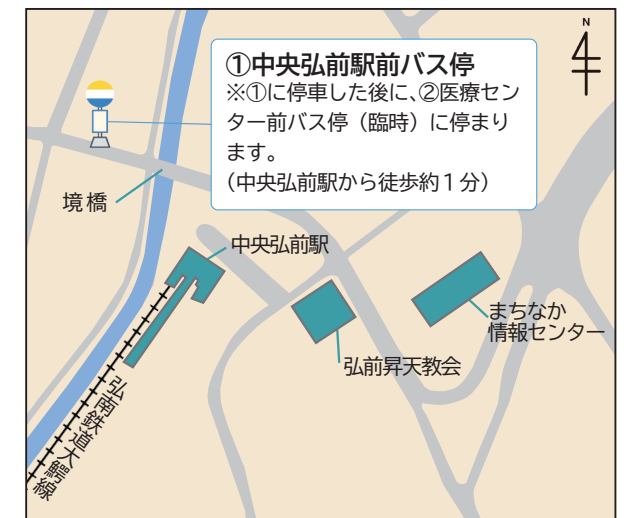 N
①中央弘前駅前バス停
※①に停車した後に、②医療セン
ター前バス停（臨時）に停まり
ます。
（中央弘前駅から徒歩約１分）
境橋
中央弘前駅
まちなか
情報センター
弘前昇天教会
弘南鉄道大鰐線